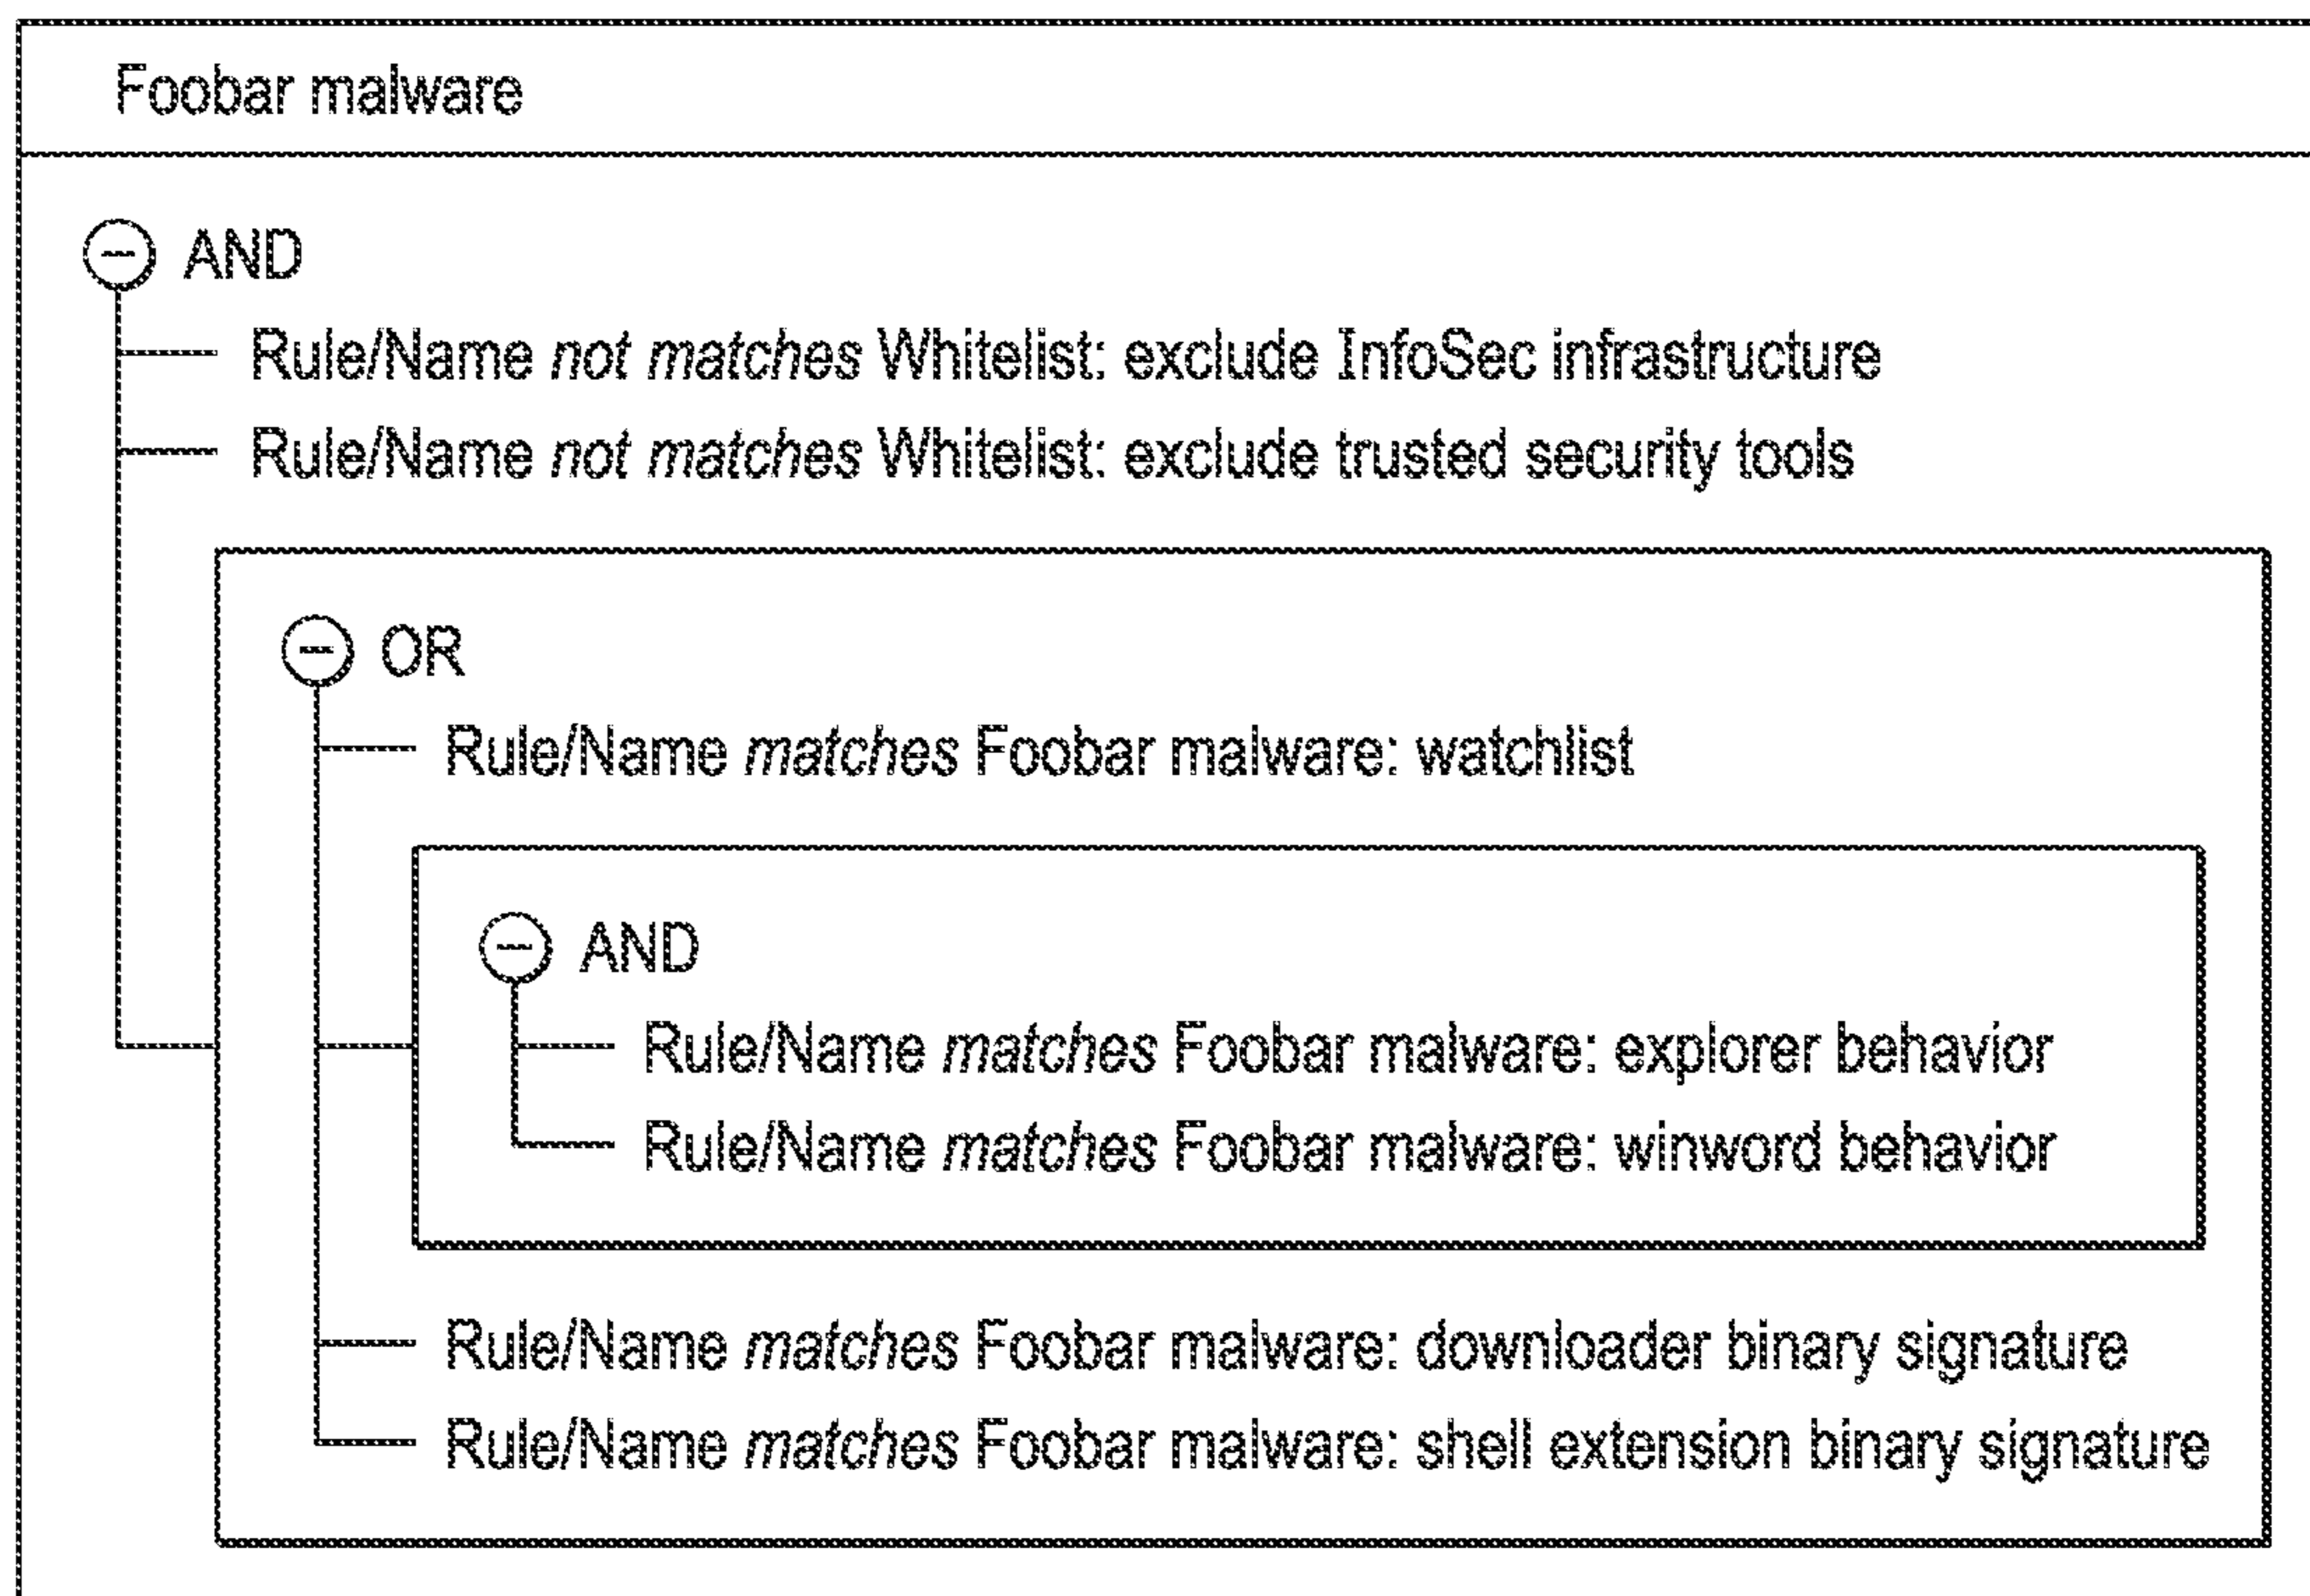 Foobar malware
AND
Rule/Name not matches Whitelist: exclude InfoSec infrastructure
Rule/Name not matches Whitelist: exclude trusted security tools
OR
Rule/Name matches Foobar malware: watchlist
AND
Rule/Name matches Foobar malware: explorer behavior
Rule/Name matches Foobar malware: winword behavior
Rule/Name matches Foobar malware: downloader binary signature
Rule/Name matches Foobar malware: shell extension binary signature